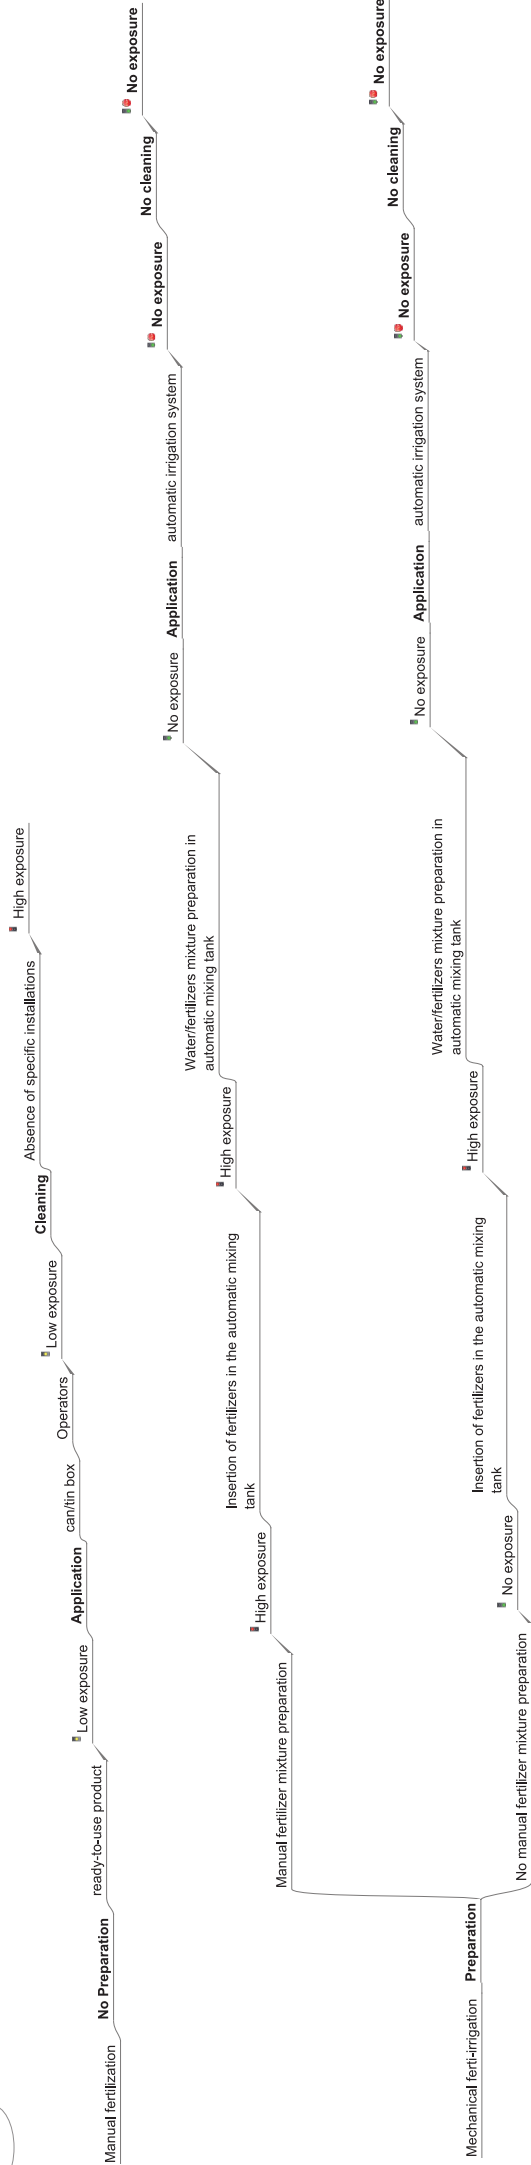 Manual fertilization
No Preparation
ready-to-use product
Low exposure
Application
can/tin box
Operators
Low exposure
Cleaning
Absence of specific installations
High exposure
Mechanical ferti-irrigation
Preparation
Manual fertilizer mixture preparation
High exposure
Insertion of fertilizers in the automatic mixing
tank
High exposure
Water/fertilizers mixture preparation in
automatic mixing tank
No exposure
Application
automatic irrigation system
No exposure
No cleaning
No exposure
No manual fertilizer mixture preparation
No exposure
Insertion of fertilizers in the automatic mixing
tank
High exposure
Water/fertilizers mixture preparation in
automatic mixing tank
No exposure
Application
automatic irrigation system
No exposure
No cleaning
No exposure